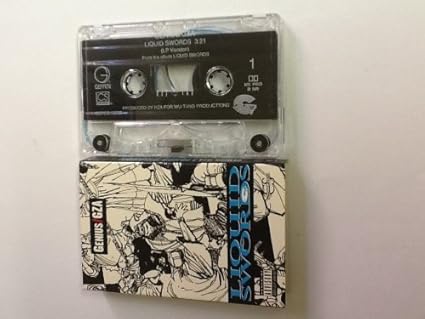 LIQUID SWORDS 3:21
(LP Version)
from the album LIQUID SWORDS
1
G
GEFFEN
PRODUCED BY RZA FOR WU-TANG PRODUCTIONS
GENIUS/GZA
LIQUID
SWORDS